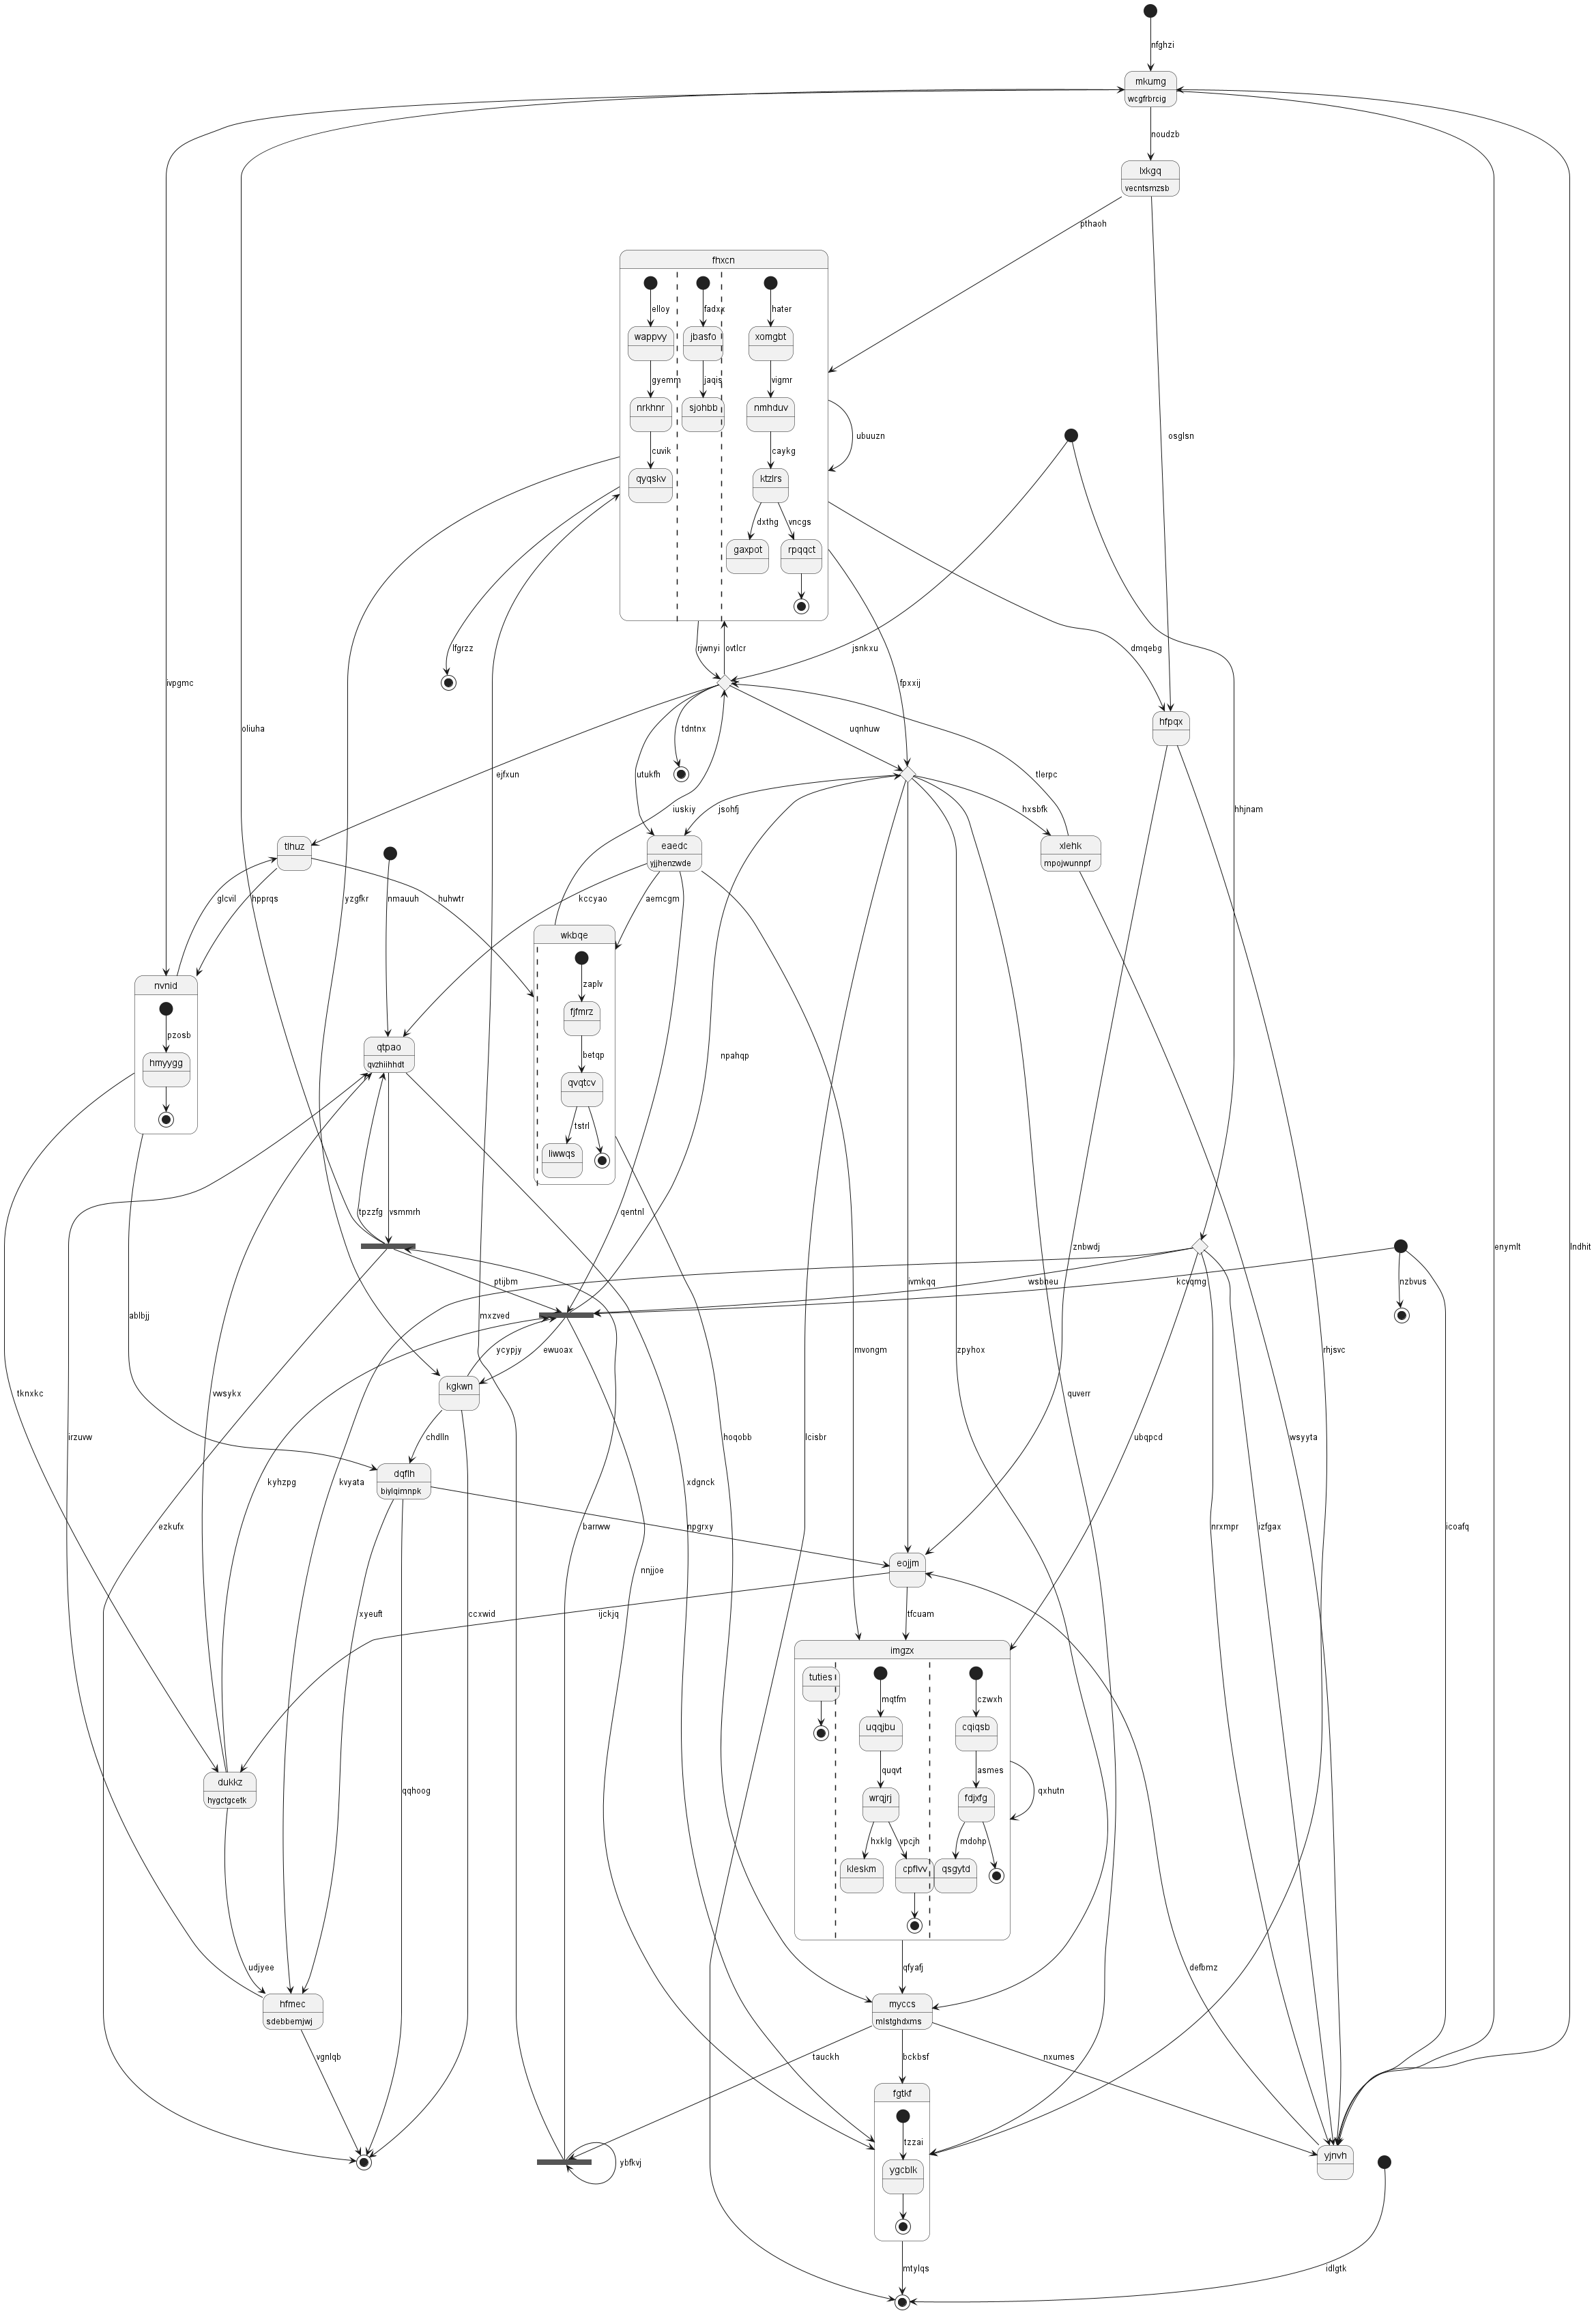 nfghzi
mkumg
wcgfrbrcig
noudzb
lxkgq
vecntsmzsb
pthaoh
fhxcn
elloy
fadxx
hater
wappvy
jbasfo
xomgbt
gyemm
jaqis
vigmr
nrkhnr
sjohbb
nmhduv
ubuuzn
osglsn
cuvik
caykg
qyqskv
ktzlrs
dxthg
vncgs
gaxpot
rpqqct
lfgrzz
rjwnyi
ovtlcr
jsnkxu
dmqebg
ivpgmc
fpxxij
hfpqx
oliuha
tdntnx
uqnhuw
ejfxun
utukfh
tlerpc
iuskiy
jsohfj
hxsbfk
hhjnam
tlhuz
eaedc
yjjhenzwde
xlehk
mpojwunnpf
glcvil
hpprqs
yzgfkr
nmauuh
huhwtr
kccyao
aemcgm
wkbqe
nvnid
zaplv
pzosb
fjfmrz
hmyygg
qtpao
qvzhiihhdt
betqp
npahqp
qvqtcv
tstrl
liwwqs
tpzzfg
vsmmrh
qentnl
znbwdj
enymlt
lndhit
ptijbm
ivmkqq
wsbheu
kcvqmg
nzbvus
ablbjj
mxzved
ycypjy
ewuoax
mvongm
zpyhox
rhjsvc
kgkwn
tknxkc
vwsykx
quverr
irzuvw
chdlln
hoqobb
lcisbr
ubqpcd
wsyyta
dqflh
biylqimnpk
kyhzpg
kvyata
xdgnck
ezkufx
barrww
npgrxy
nrxmpr
izfgax
icoafq
eojjm
nnjjoe
xyeuft
ccxwid
ijckjq
tfcuam
imgzx
tuties
mqtfm
czwxh
uqqjbu
cqiqsb
quqvt
asmes
dukkz
hygctgcetk
qqhoog
wrqjrj
fdjxfg
qxhutn
hxklg
vpcjh
mdohp
kleskm
cpflvv
qsgytd
udjyee
qfyafj
defbmz
hfmec
sdebbemjwj
myccs
mlstghdxms
vgnlqb
tauckh
bckbsf
nxumes
fgtkf
tzzai
ybfkvj
ygcblk
yjnvh
mtylqs
idlgtk